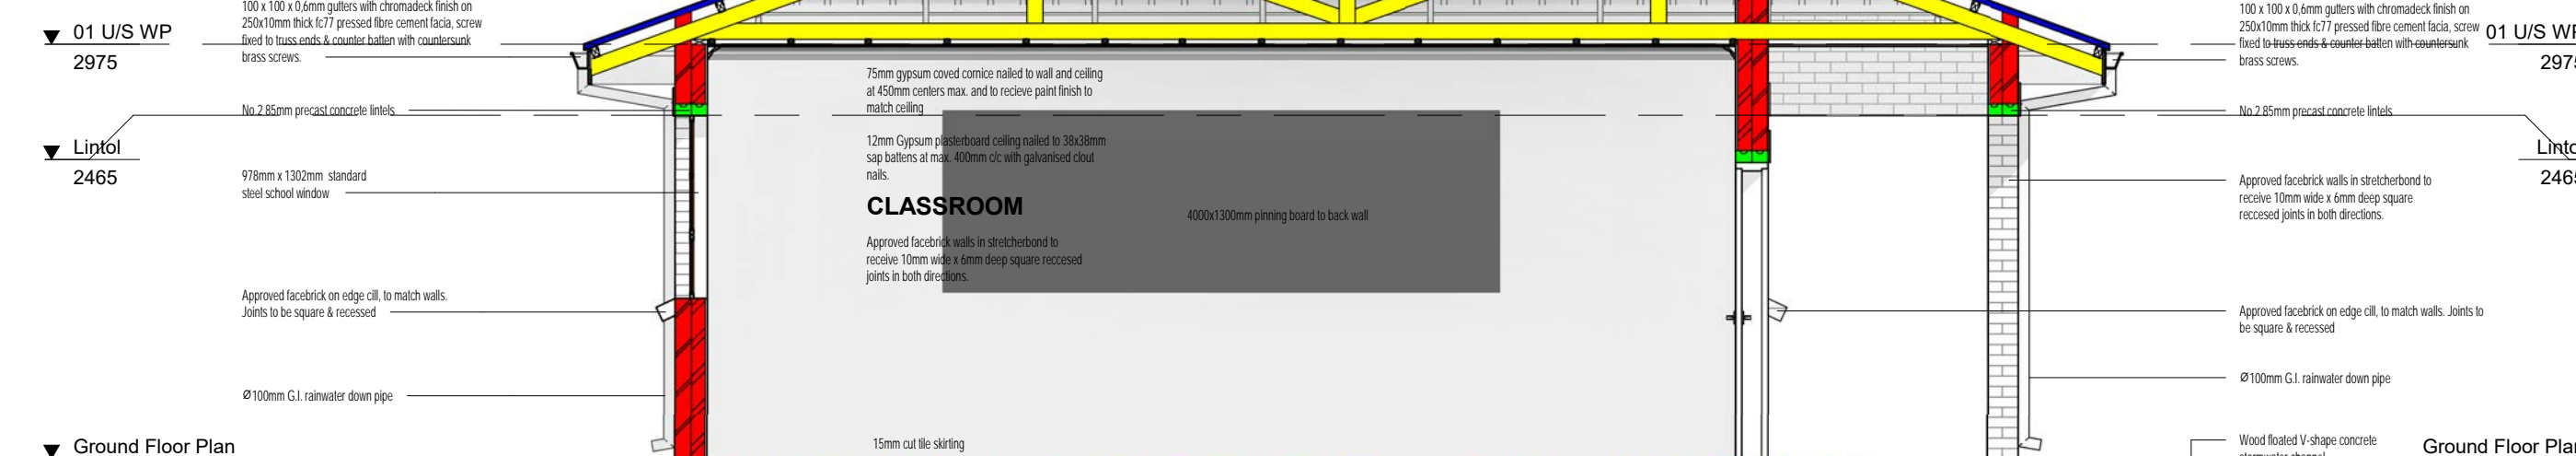 100 x 100 x 0,6mm gutters with chromadeck finish on
250x10mm thick fc77 pressed fibre cement facia, screw
fixed to truss ends & counter batten with countersunk
brass screws.
01 U/S WP
2975
No.2 85mm precast concrete lintels
Lintol
2465
978mm x 1302mm standard
steel school window
Approved facebrick on edge cill, to match walls.
Joints to be square & recessed
Ø100mm G.I. rainwater down pipe
Ground Floor Plan
75mm gypsum coved cornice nailed to wall and ceiling
at 450mm centers max. and to recieve paint finish to
match ceiling
12mm Gypsum plasterboard ceiling nailed to 38x38mm
sap battens at max. 400mm c/c with galvanised clout
nails.
CLASSROOM
4000x1300mm pinning board to back wall
Approved facebrick walls in stretcherbond to
receive 10mm wide x 6mm deep square reccesed
joints in both directions.
15mm cut tile skirting
100 x 100 x 0,6mm gutters with chromadeck finish on
250x10mm thick fc77 pressed fibre cement facia, screw
fixed to truss ends & counter batten with countersunk
brass screws.
01 U/S WP
2975
No.2 85mm precast concrete lintels
2465
Approved facebrick walls in stretcherbond to
receive 10mm wide x 6mm deep square
reccesed joints in both directions.
Approved facebrick on edge cill, to match walls. Joints to
be square & recessed
Ø100mm G.I. rainwater down pipe
Wood floated V-shape concrete
Ground Floor Plan